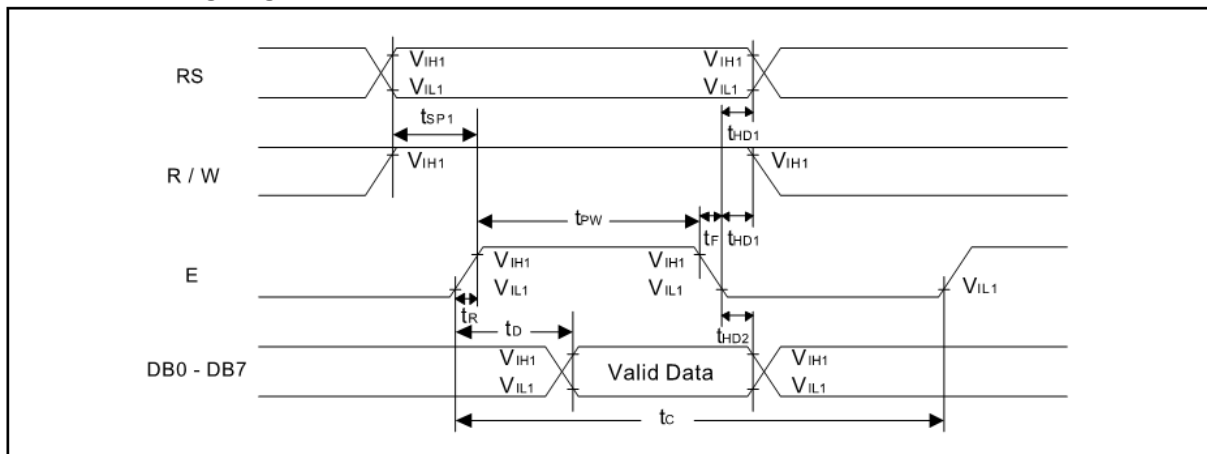 RS
VIH1
VIL1
VIH1
VIL1
tSP1
tHD1
R / W
VIH1
VIH1
tPW
tF
tHD1
E
VIH1
VIL1
VIH1
VIL1
VIL1
tR
tD
tHD2
DB0 - DB7
VIH1
VIL1
Valid Data
VIH1
VIL1
tC